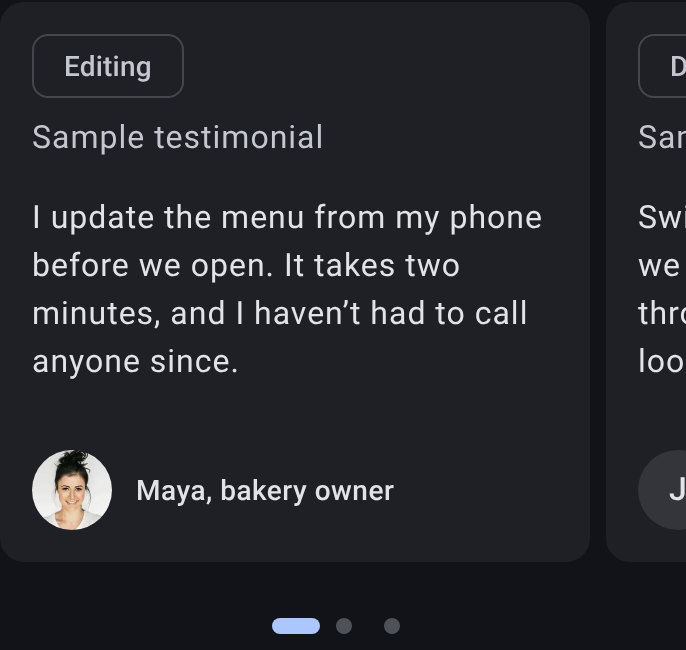 Editing
Sample testimonial
I update the menu from my phone
before we open. It takes two
minutes, and I haven’t had to call
anyone since.
Maya, bakery owner
we
J